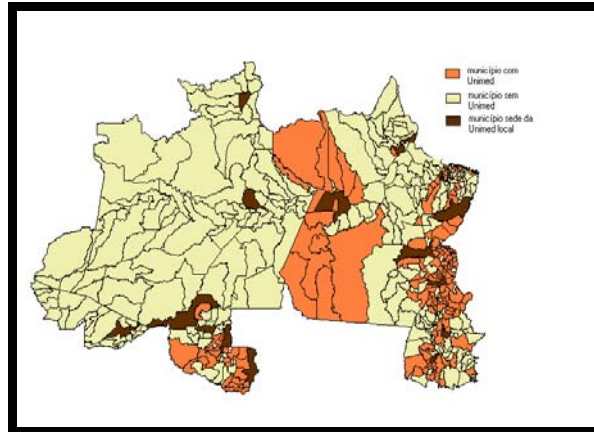 município com
Unimed
município sem
Unimed
município sede da
Unimed local